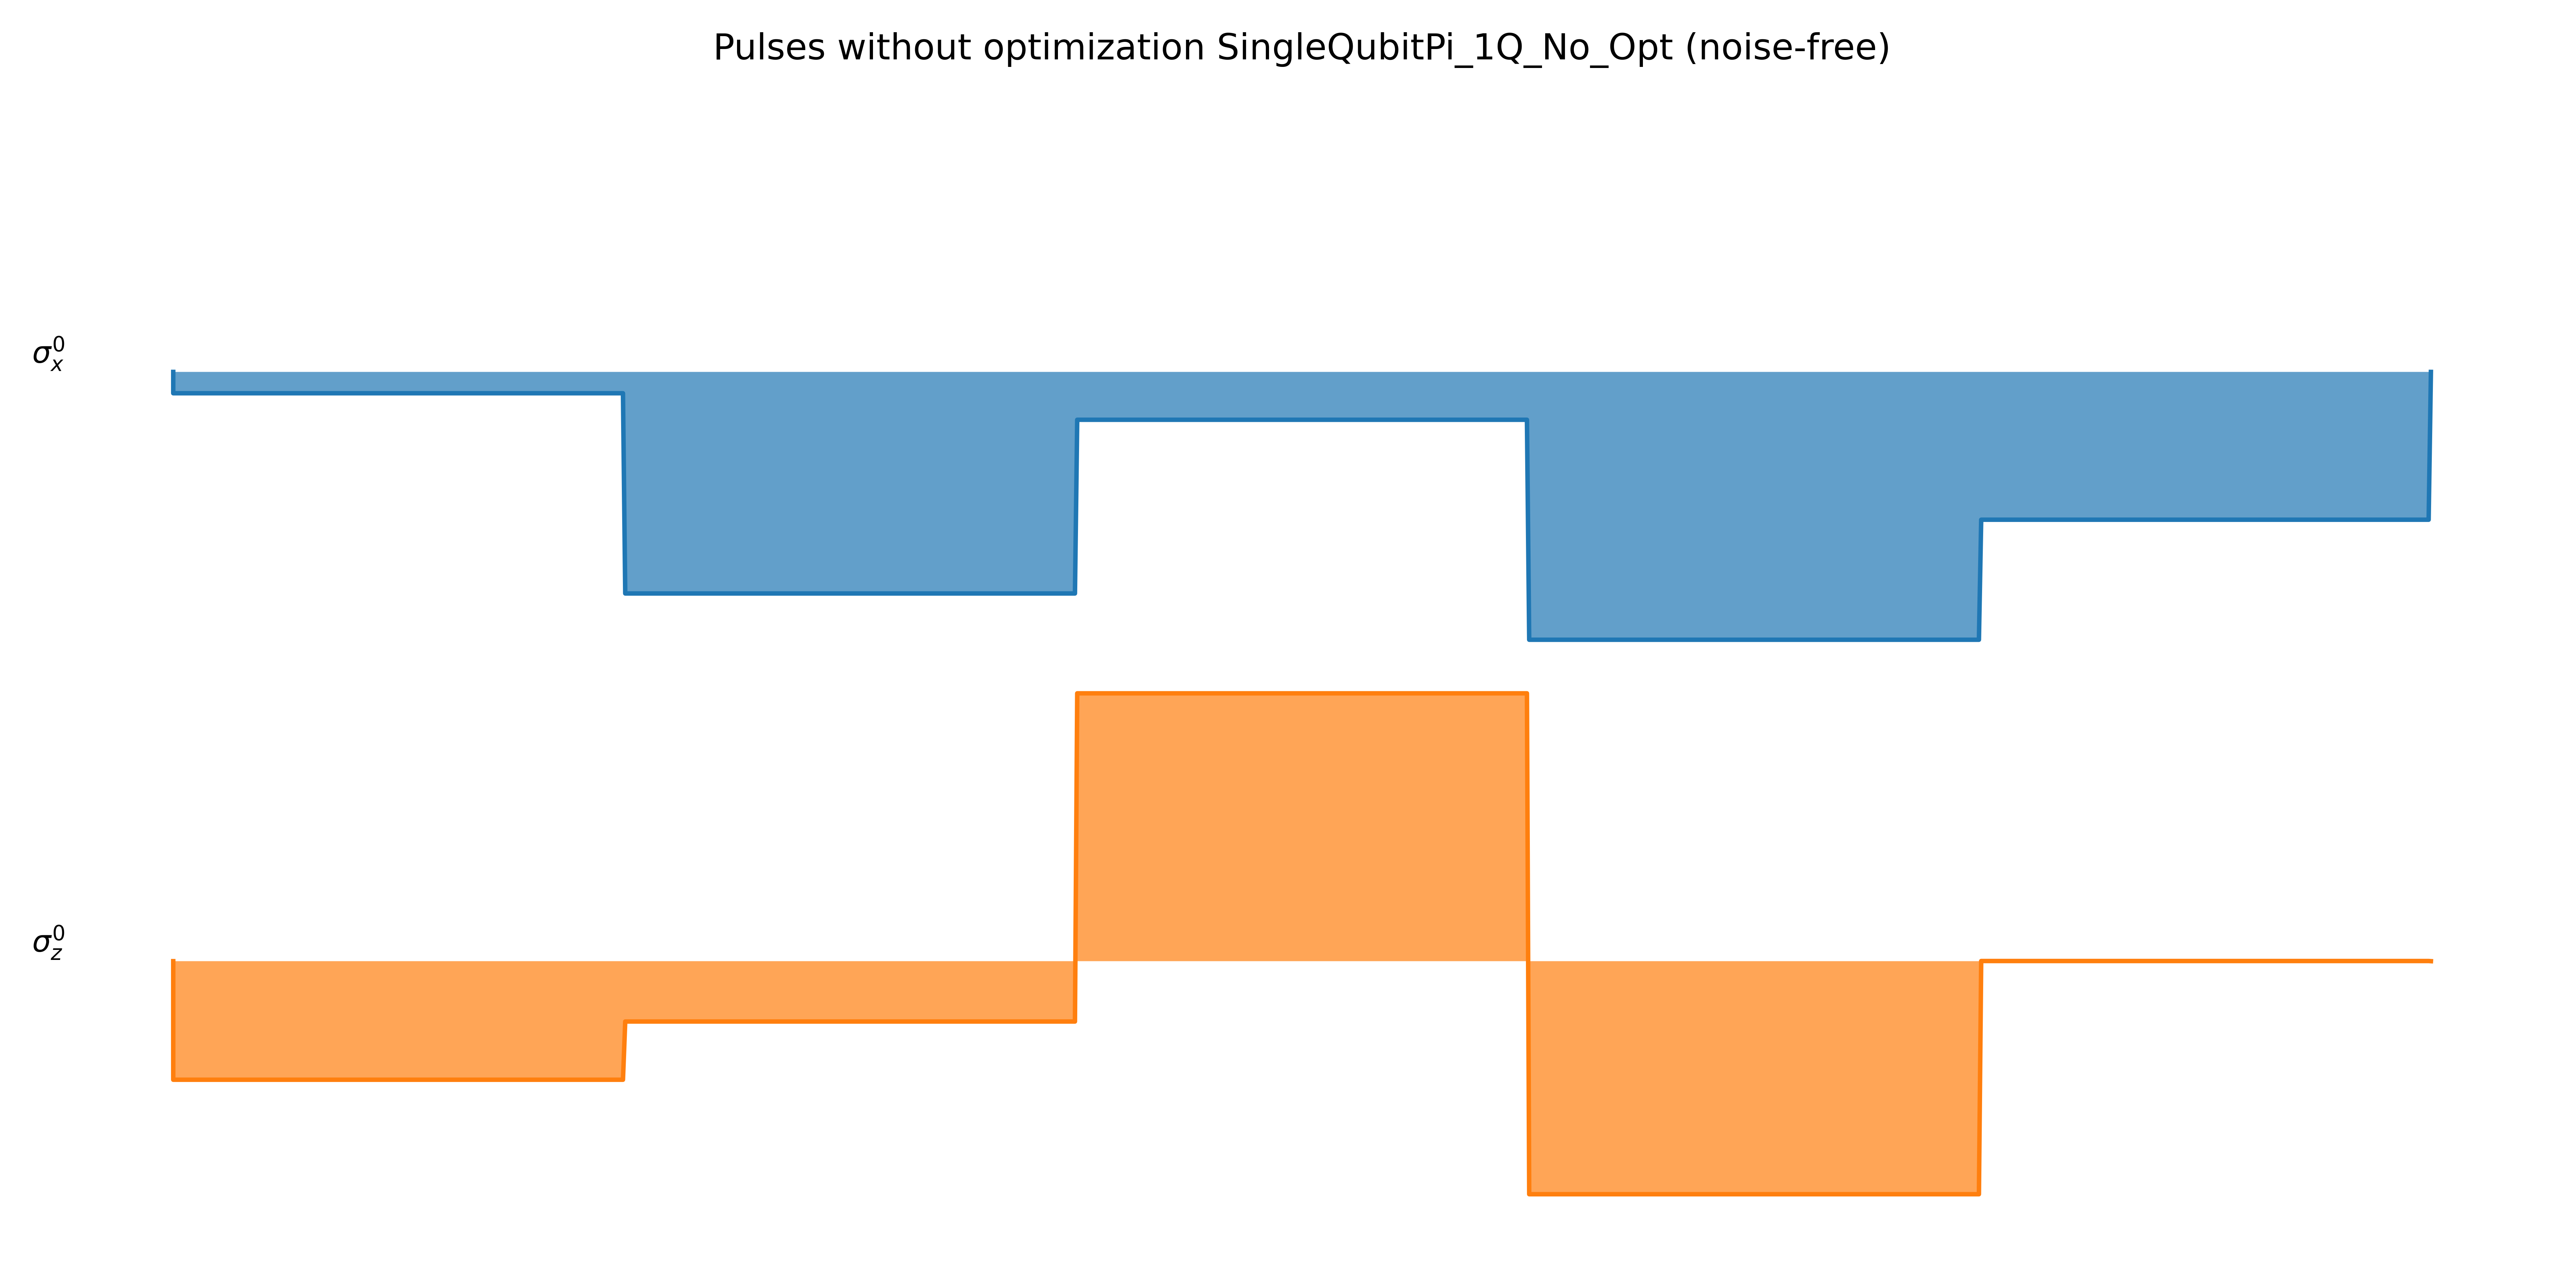 Pulses without optimization SingleQubitPi_1Q_No_Opt (noise-free)
σ_x^0
σ_z^0